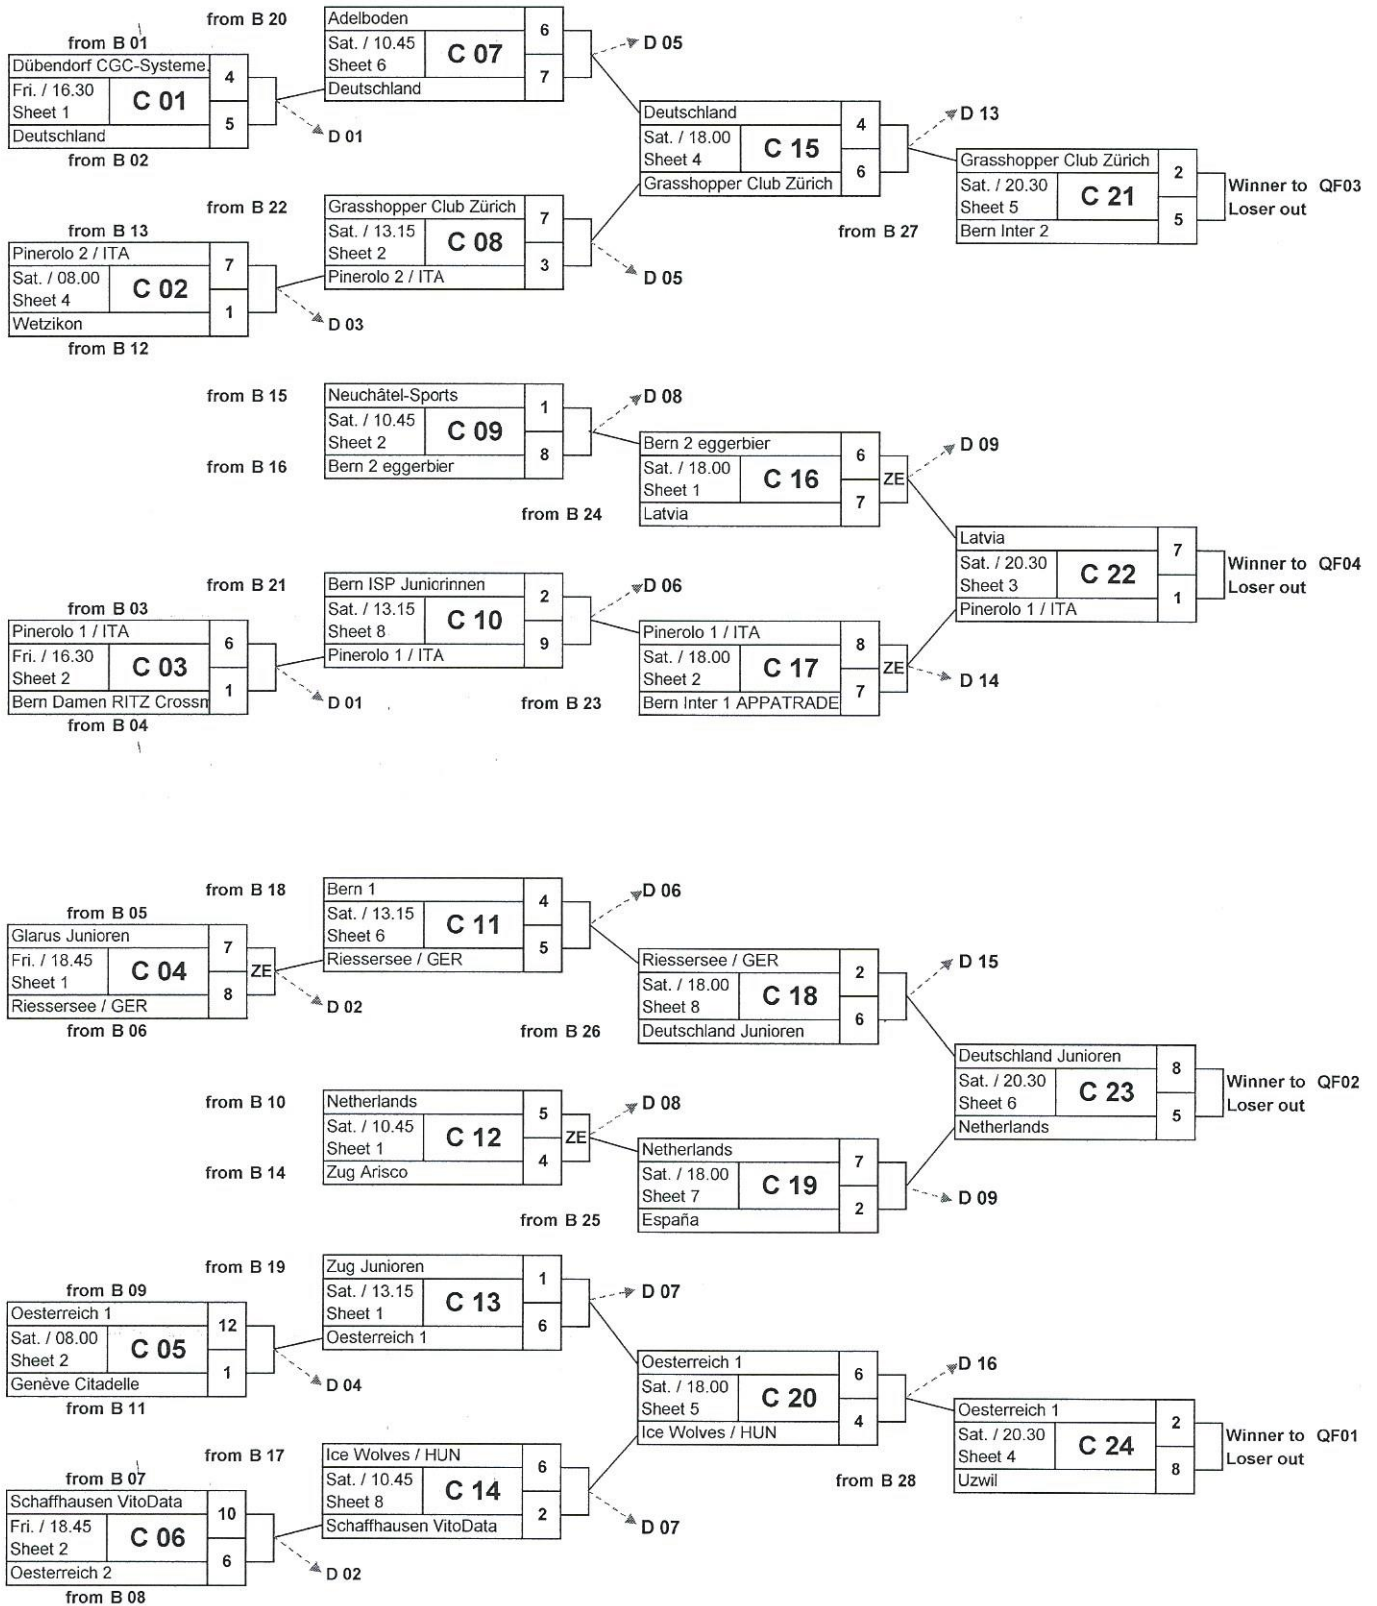 from B 01
Dübendorf CGC-Systeme.
4
Fri. / 16.30
Sheet 1
C 01
5
Deutschland
from B 02
D 01
from B 20
Adelboden
6
Sat. / 10.45
Sheet 6
C 07
7
Deutschland
D 05
from B 13
Pinerolo 2 / ITA
7
Sat. / 08.00
Sheet 4
C 02
1
Wetzikon
from B 12
D 03
from B 22
Grasshopper Club Zürich
7
Sat. / 13.15
Sheet 2
C 08
3
Pinerolo 2 / ITA
D 05
Deutschland
4
Sat. / 18.00
Sheet 4
C 15
6
Grasshopper Club Zürich
D 13
from B 27
Grasshopper Club Zürich
2
Sat. / 20.30
Sheet 5
C 21
5
Bern Inter 2
Winner to QF03
Loser out
from B 15
Neuchâtel-Sports
1
Sat. / 10.45
Sheet 2
C 09
8
from B 16
Bern 2 eggerbier
D 08
Bern 2 eggerbier
6
Sat. / 18.00
Sheet 1
C 16
7
ZE
from B 24
Latvia
D 09
from B 03
Pinerolo 1 / ITA
6
Fri. / 16.30
Sheet 2
C 03
1
Bern Damen RITZ Crossn
from B 04
D 01
from B 21
Bern ISP Juniorinnen
2
Sat. / 13.15
Sheet 8
C 10
9
Pinerolo 1 / ITA
D 06
Pinerolo 1 / ITA
8
Sat. / 18.00
Sheet 2
C 17
7
ZE
from B 23
Bern Inter 1 APPATRADE
D 14
Latvia
7
Sat. / 20.30
Sheet 3
C 22
1
Pinerolo 1 / ITA
Winner to QF04
Loser out
from B 05
Glarus Junioren
7
Fri. / 18.45
Sheet 1
C 04
8
ZE
Riessersee / GER
from B 06
D 02
from B 18
Bern 1
4
Sat. / 13.15
Sheet 6
C 11
5
Riessersee / GER
D 06
Riessersee / GER
2
Sat. / 18.00
Sheet 8
C 18
6
from B 26
Deutschland Junioren
D 15
from B 10
Netherlands
5
Sat. / 10.45
Sheet 1
C 12
4
ZE
from B 14
Zug Arisco
D 08
Netherlands
7
Sat. / 18.00
Sheet 7
C 19
2
from B 25
España
D 09
Deutschland Junioren
8
Sat. / 20.30
Sheet 6
C 23
5
Netherlands
Winner to QF02
Loser out
from B 09
Oesterreich 1
12
Sat. / 08.00
Sheet 2
C 05
1
Genève Citadelle
from B 11
D 04
from B 19
Zug Junioren
1
Sat. / 13.15
Sheet 1
C 13
6
Oesterreich 1
D 07
from B 07
Schaffhausen VitoData
10
Fri. / 18.45
Sheet 2
C 06
6
Oesterreich 2
from B 08
D 02
from B 17
Ice Wolves / HUN
6
Sat. / 10.45
Sheet 8
C 14
2
Schaffhausen VitoData
D 07
Oesterreich 1
6
Sat. / 18.00
Sheet 5
C 20
4
Ice Wolves / HUN
D 16
from B 28
Oesterreich 1
2
Sat. / 20.30
Sheet 4
C 24
8
Uzwil
Winner to QF01
Loser out